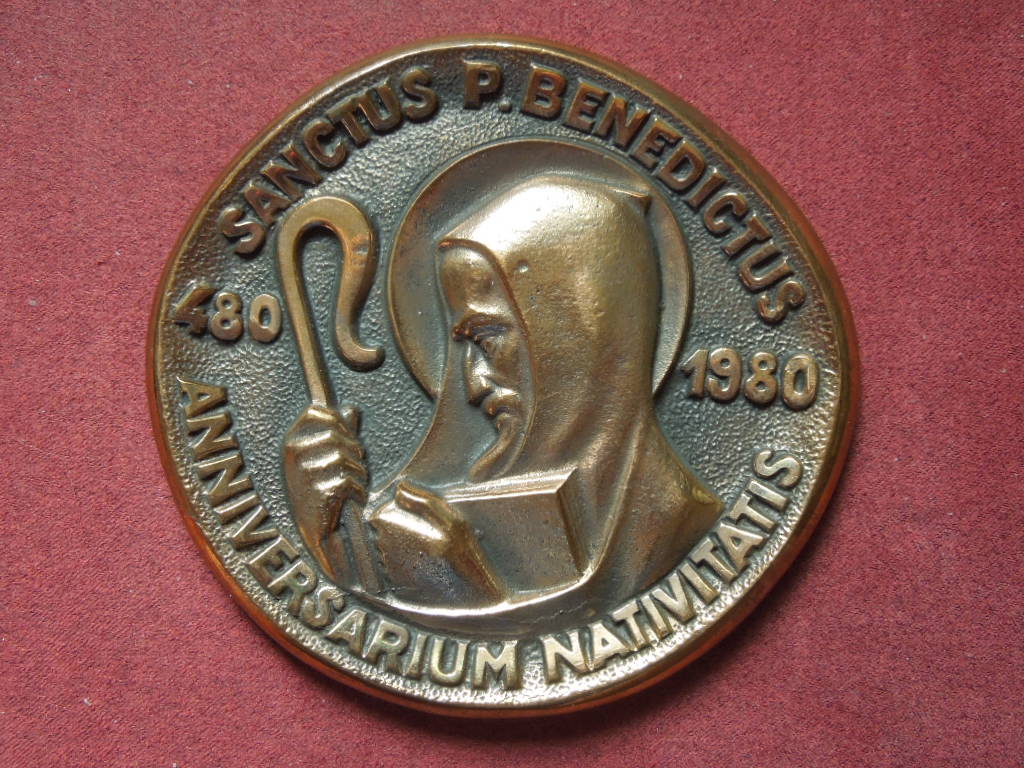 SANCTUS P. BENEDICTUS
480
1980
ANNIVERSARIUM NATIVITATIS